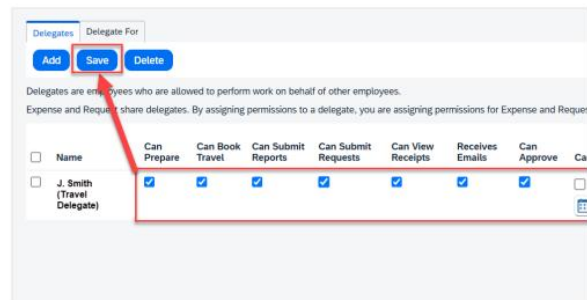 Delegates Delegate For
Add Save Delete
Delegates are employees who are allowed to perform work on behalf of other employees.
Expense and Request share delegates. By assigning permissions to a delegate, you are assigning permissions for Expense and Reques
Name Can Prepare Can Book Travel Can Submit Reports Can Submit Requests Can View Receipts Receives Emails Can Approve Ca
J. Smith
(Travel
Delegate)